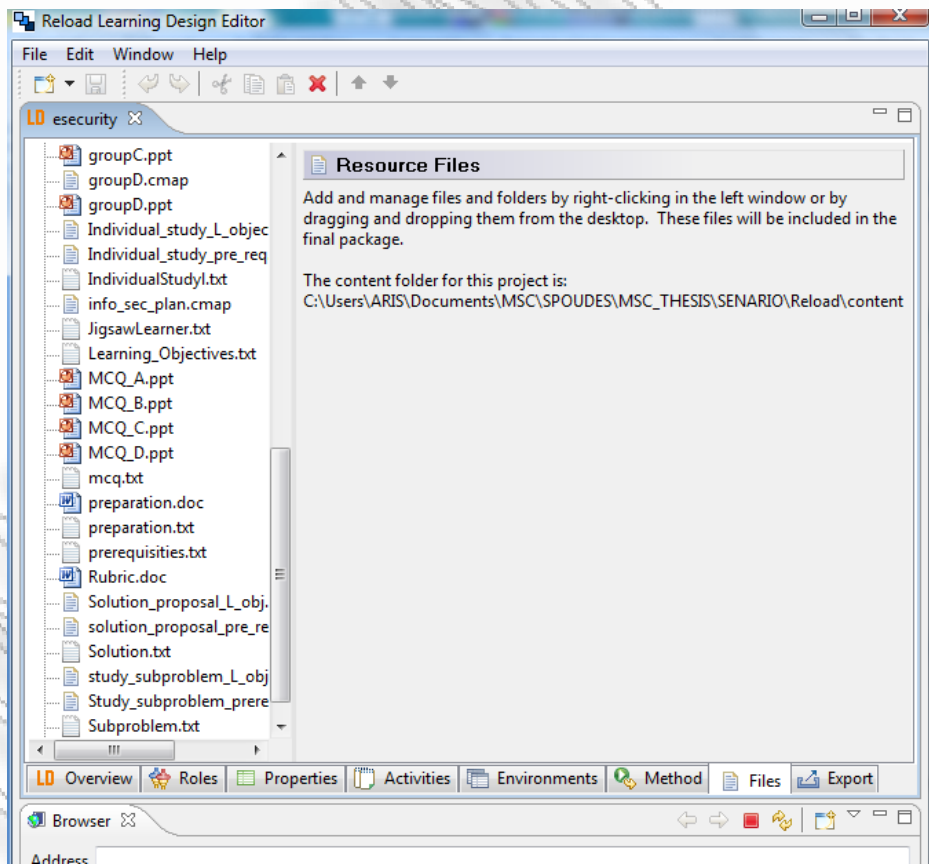 Reload Learning Design Editor
File Edit Window Help
LD esecurity
groupC.ppt
groupD.cmap
groupD.ppt
Individual_study_L_objec
Individual_study_pre_req
IndividualStudyl.txt
info_sec_plan.cmap
JigsawLearner.txt
Learning_Objectives.txt
MCQ_A.ppt
MCQ_B.ppt
MCQ_C.ppt
MCQ_D.ppt
mcq.txt
preparation.doc
preparation.txt
prerequisities.txt
Rubric.doc
Solution_proposal_L_obj.
solution_proposal_pre_re
Solution.txt
study_subproblem_L_obj
Study_subproblem_prere
Subproblem.txt
Resource Files
Add and manage files and folders by right-clicking in the left window or by
dragging and dropping them from the desktop. These files will be included in the
final package.
The content folder for this project is:
C:\Users\ARIS\Documents\MSC\SPOUDES\MSC_THESIS\SENARIO\Reload\content
LD Overview Roles Properties Activities Environments Method Files Export
Browser
Address